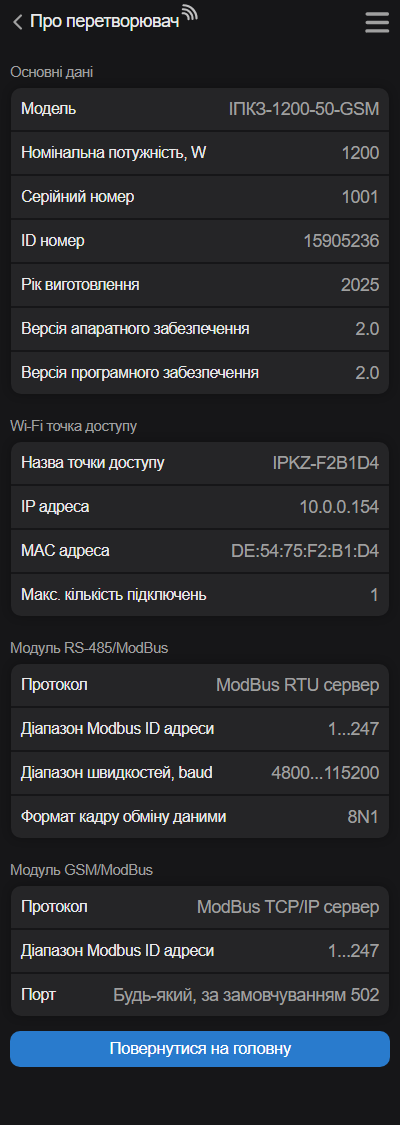 Про перетворювач
Основні дані
Модель ІПКЗ-1200-50-GSM
Номінальна потужність, W 1200
Серійний номер 1001
ID номер 15905236
Рік виготовлення 2025
Версія апаратного забезпечення 2.0
Версія програмного забезпечення 2.0
Wi-Fi точка доступу
Назва точки доступу IPKZ-F2B1D4
IP адреса 10.0.0.154
MAC адреса DE:54:75:F2:B1:D4
Макс. кількість підключень 1
Модуль RS-485/ModBus
Протокол ModBus RTU сервер
Діапазон Modbus ID адреси 1...247
Діапазон швидкостей, baud 4800...115200
Формат кадру обміну даними 8N1
Модуль GSM/ModBus
Протокол ModBus TCP/IP сервер
Діапазон Modbus ID адреси 1...247
Порт Будь-який, за замовчуванням 502
Повернутися на головну